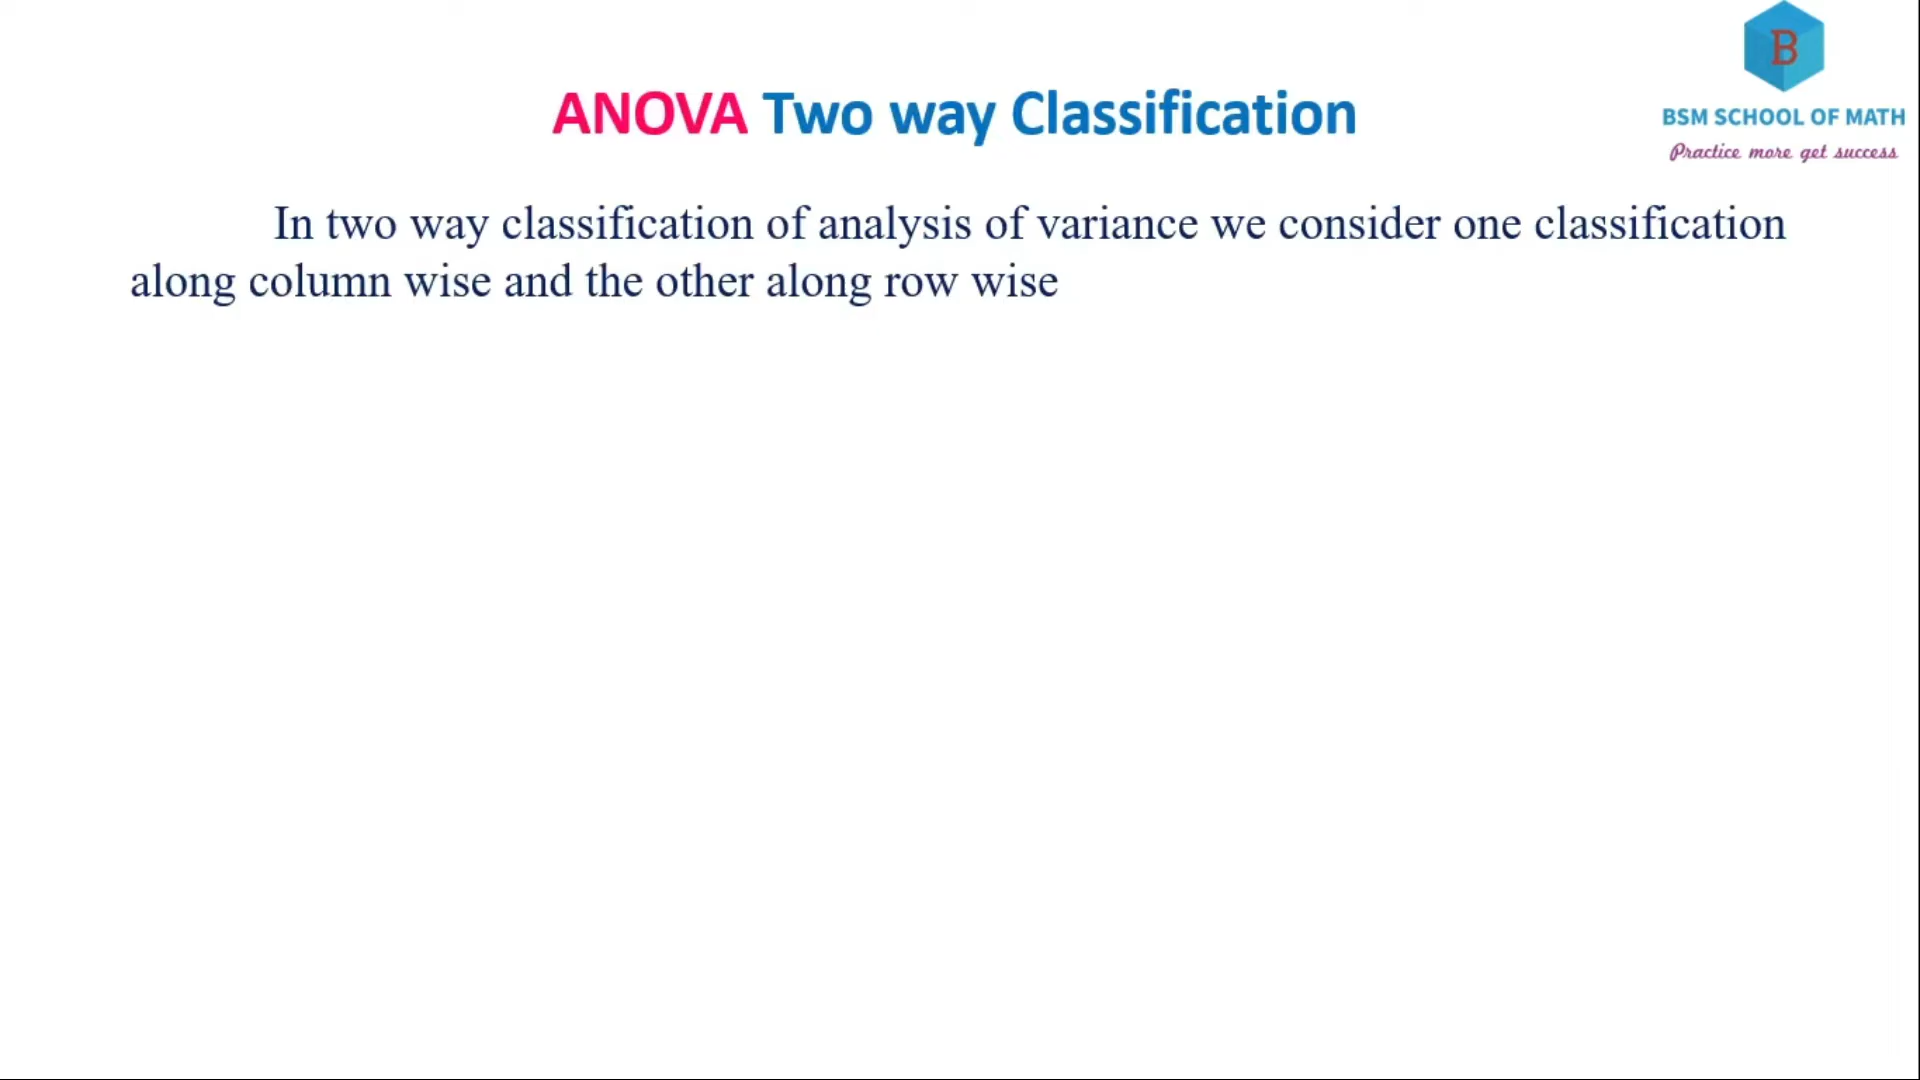 B
BSM SCHOOL OF MATH
Practice more get success
ANOVA Two way Classification
In two way classification of analysis of variance we consider one classification
along column wise and the other along row wise